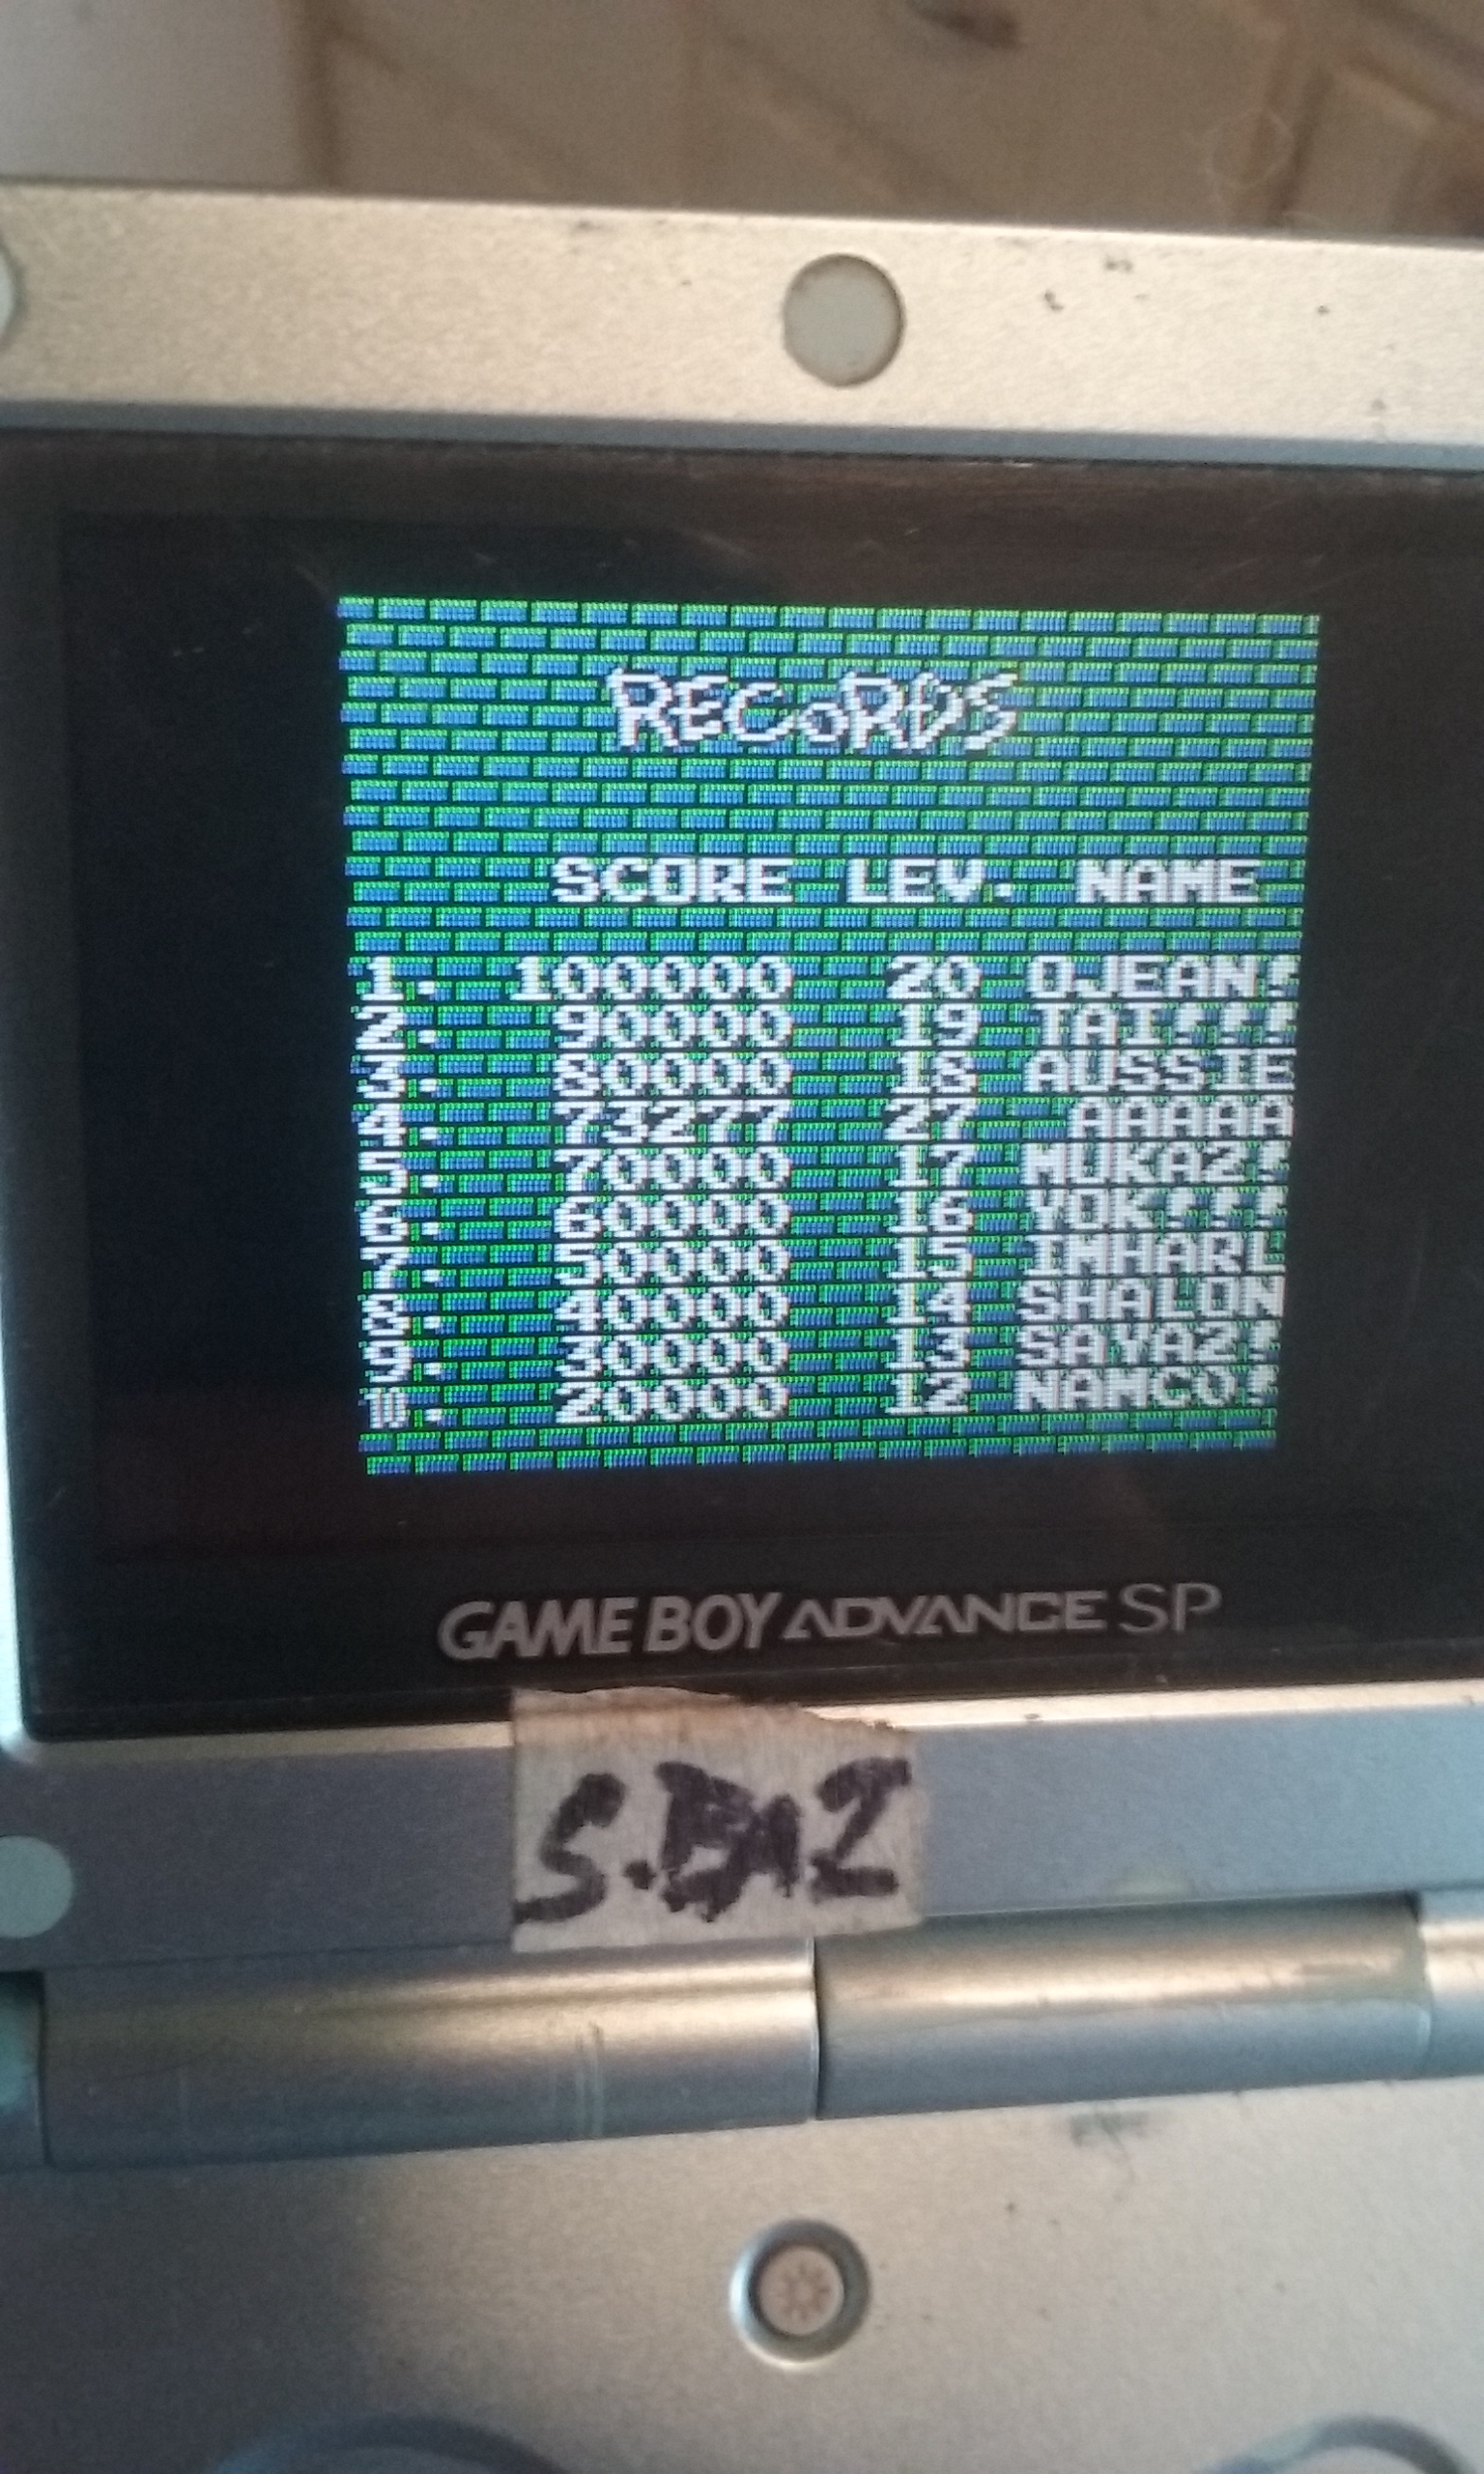 RECORDS
SCORE LEV. NAME
1. 100000 20 OJEAN!
2. 90000 19 TAI!!!
3. 80000 18 AUSSIE
4. 73277 27 AAAAA
5. 70000 17 MUKAZ!
6. 60000 16 YOK!!!
7. 50000 15 IMHARL
8. 40000 14 SHALON
9. 30000 13 SAYAZ!
10. 20000 12 NAMCO!
GAME BOY ADVANCE SP